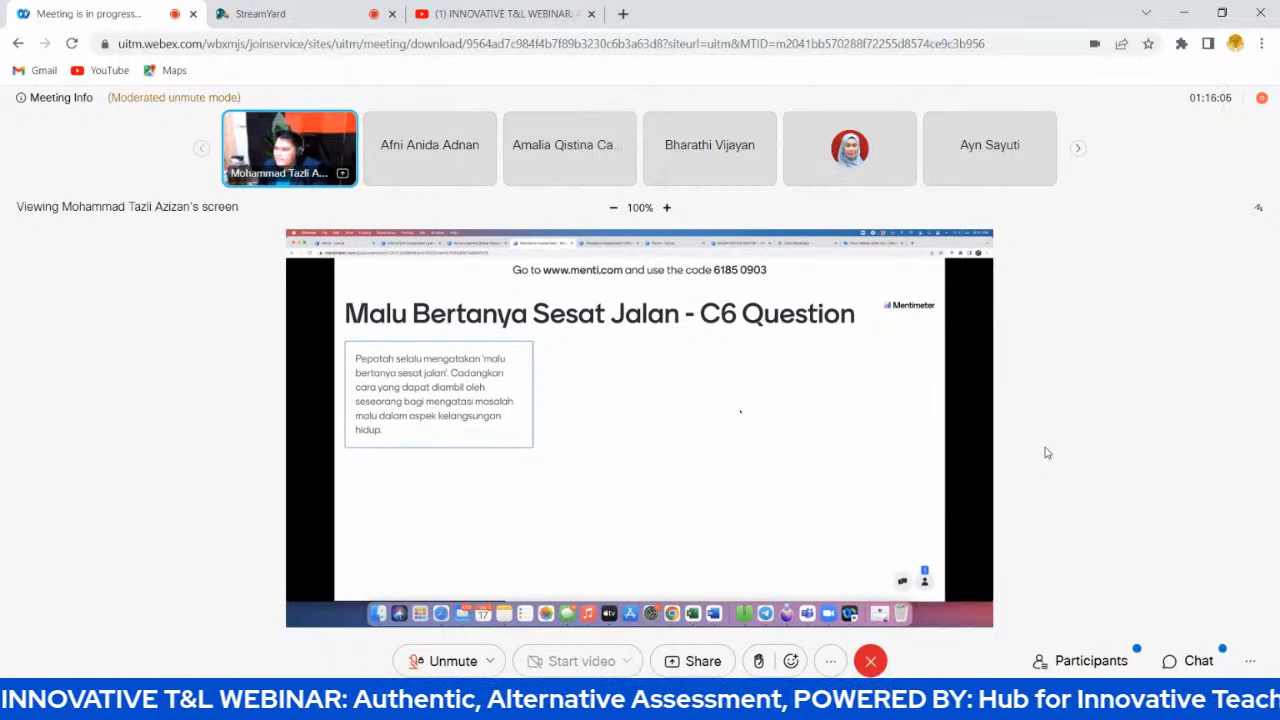 Meeting is in progress...
StreamYard
(1) INNOVATIVE T&L WEBINAR: A
uitm.webex.com/wbxmjs/joinservice/sites/uitm/meeting/download/9564ad7c984f4b7f89b3230c6b3a63d8?siteurl=uitm&MTID=m2041bb570288f72255d8574ce9c3b956
Gmail
YouTube
Maps
Meeting Info
(Moderated unmute mode)
01:16:06
Mohammad Tazli A...
Afni Anida Adnan
Amalia Qistina Ca...
Bharathi Vijayan
Ayn Sayuti
Viewing Mohammad Tazli Azizan's screen
100%
Go to www.menti.com and use the code 6185 0903
Malu Bertanya Sesat Jalan - C6 Question
Mentimeter
Pepatah selalu mengatakan 'malu
bertanya sesat jalan'. Cadangkan
cara yang dapat diambil oleh
seseorang bagi mengatasi masalah
malu dalam aspek kelangsungan
hidup.
17
tv
Unmute
Start video
Share
Participants
Chat
INNOVATIVE T&L WEBINAR: Authentic, Alternative Assessment, POWERED BY: Hub for Innovative Teach